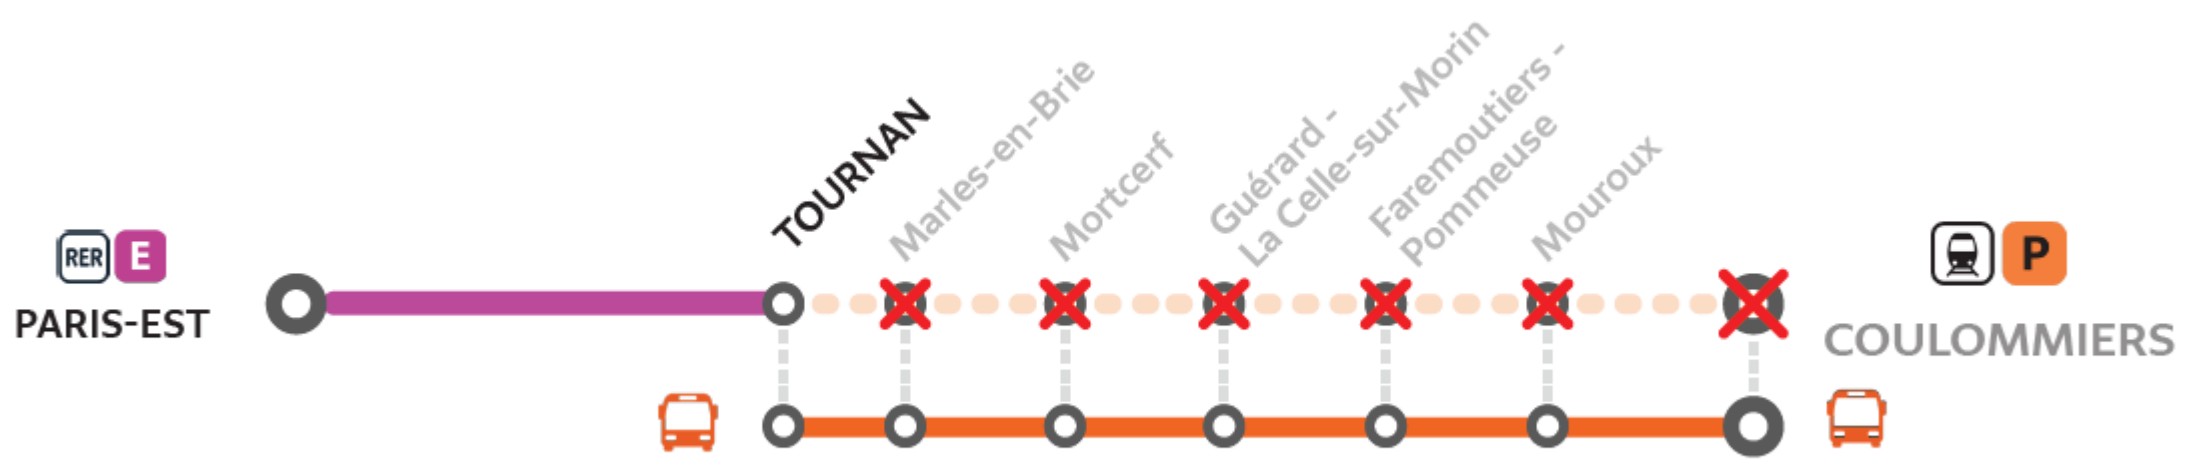 RER E
PARIS-EST
TOURNAN
Marles-en-Brie
Mortcerf
Guérard -
La Celle-sur-Morin
Faremoutiers -
Pommeuse
Mouroux
P
COULOMMIERS